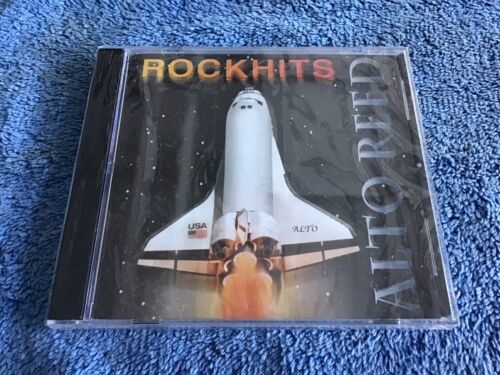 ROCKHITS
ALTO REED
USA
ALTO